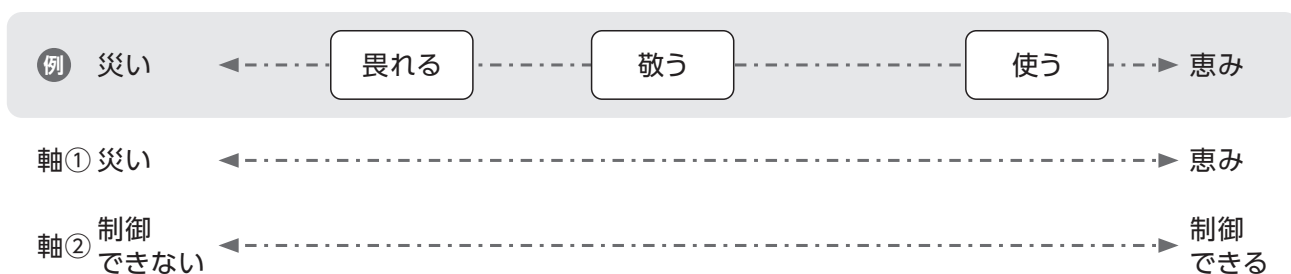 例 災い 畏れる 敬う 使う 恵み
軸① 災い 恵み
軸② 制御できない 制御できる